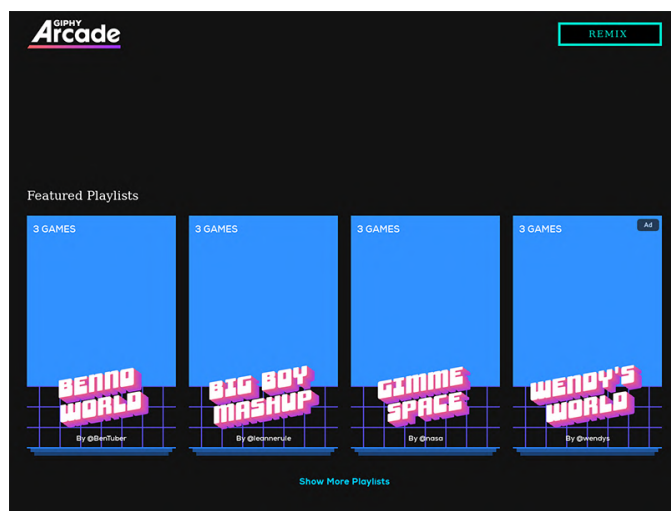 GIPHY
Arcade
REMIX
Featured Playlists
3 GAMES
3 GAMES
3 GAMES
3 GAMES
Ad
BENNO
WORLD
By @BenTuber
BIG BOY
MASHUP
By @leannerule
GIMME
SPACE
By @nasa
WENDY'S
WORLD
By @wendys
Show More Playlists